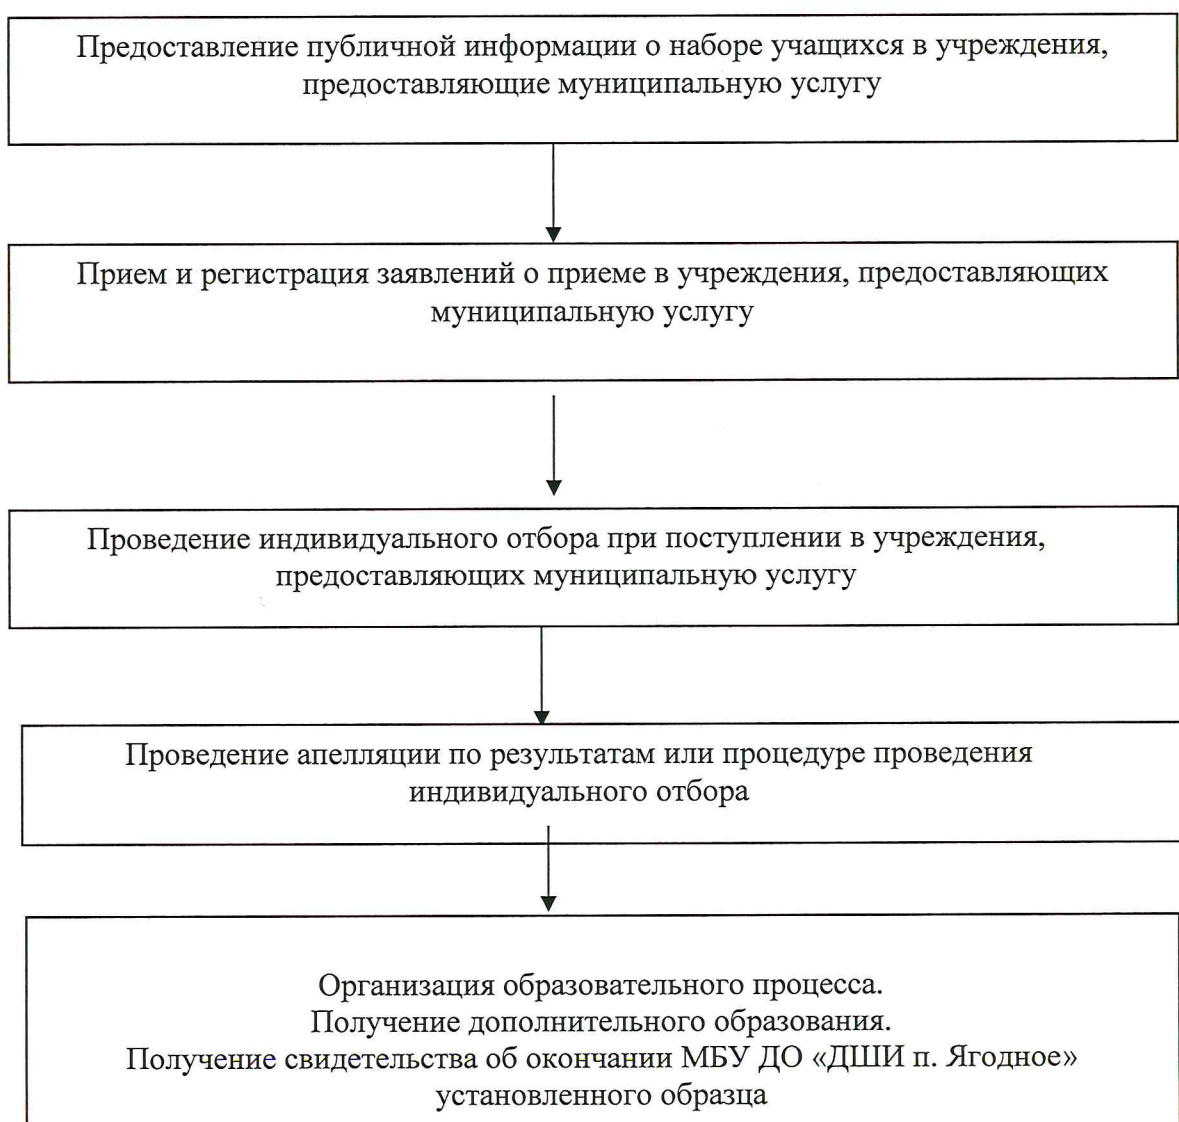 Предоставление публичной информации о наборе учащихся в учреждения,
предоставляющие муниципальную услугу
Прием и регистрация заявлений о приеме в учреждения, предоставляющих
муниципальную услугу
Проведение индивидуального отбора при поступлении в учреждения,
предоставляющих муниципальную услугу
Проведение апелляции по результатам или процедуре проведения
индивидуального отбора
Организация образовательного процесса.
Получение дополнительного образования.
Получение свидетельства об окончании МБУ ДО «ДШИ п. Ягодное»
установленного образца